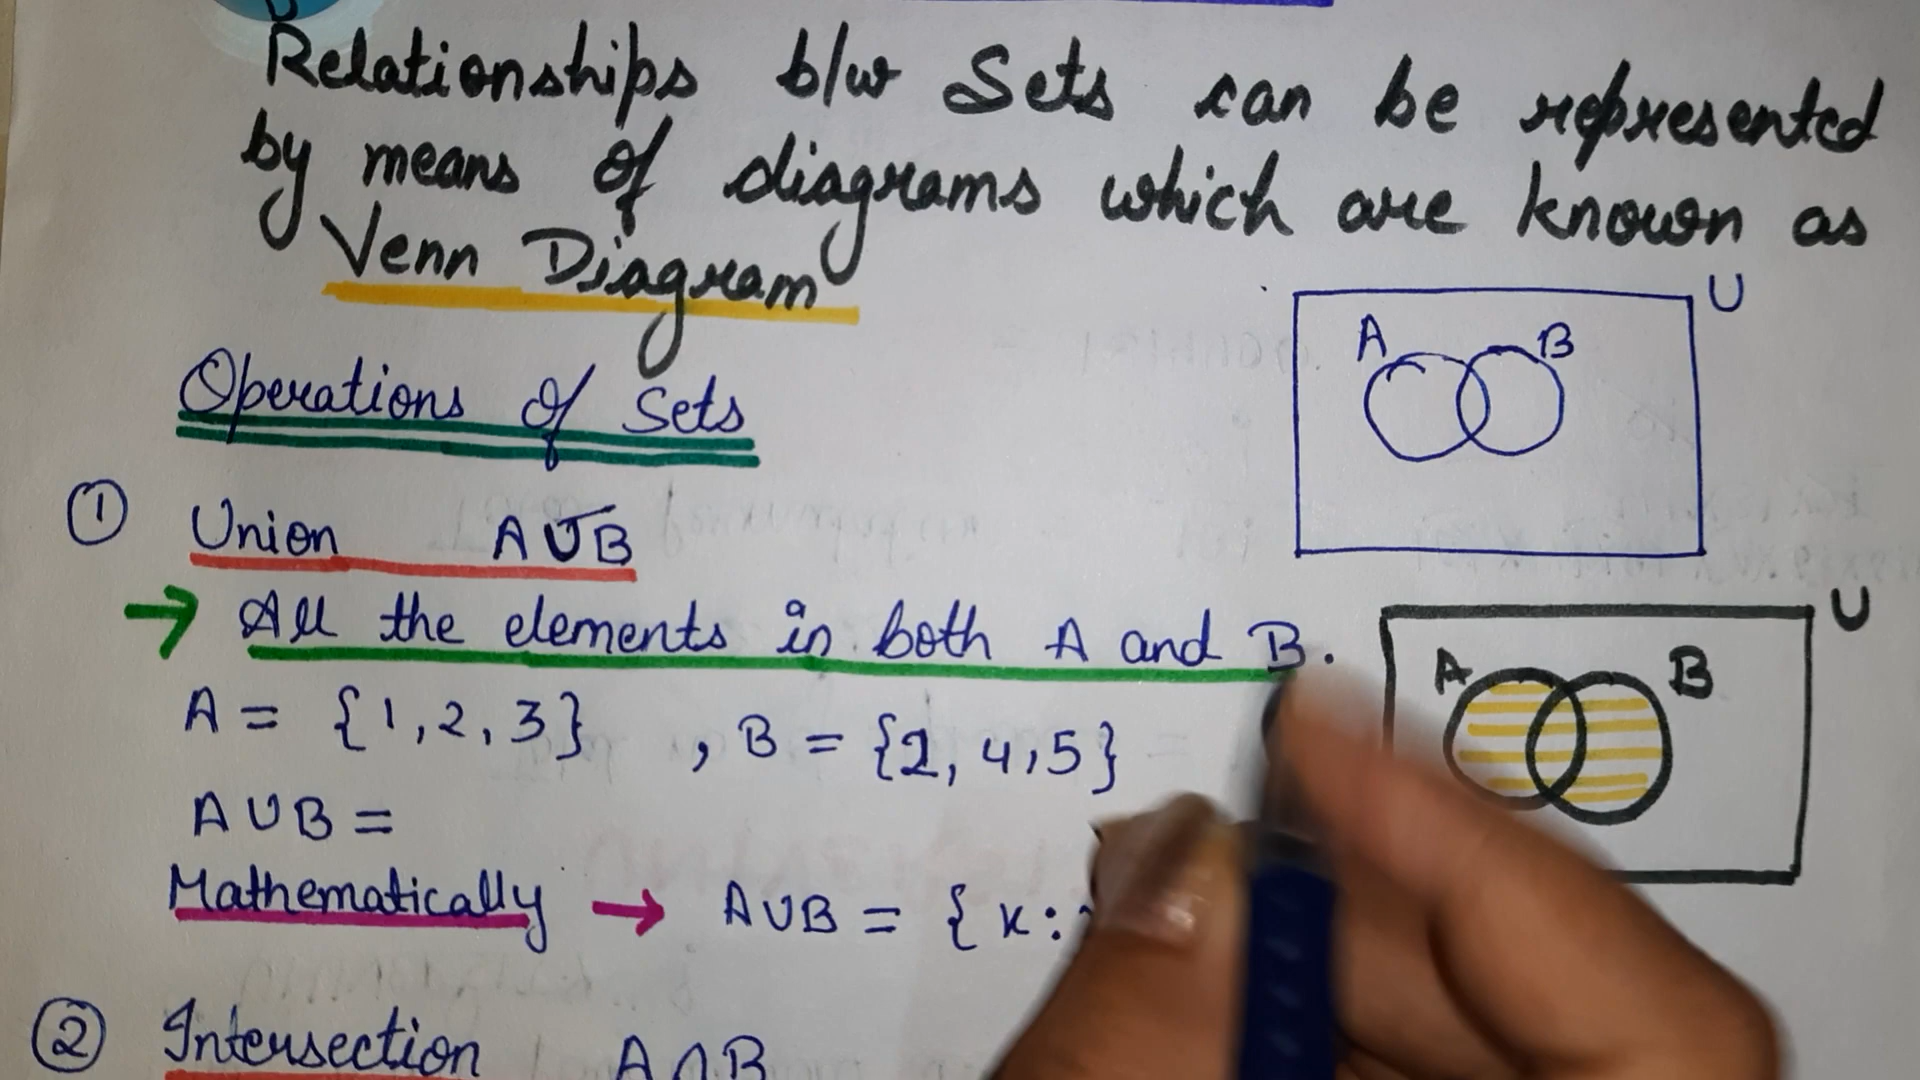 Relationships b/w Sets can be represented
by means of diagrams which are known as
Venn Diagram
U
A B
Operations of Sets
① Union A∪B
U
→ All the elements in both A and B.
A B
A = {1, 2, 3} , B = {2, 4, 5}
A∪B =
Mathematically → A∪B = {x :
② Intersection A∩B